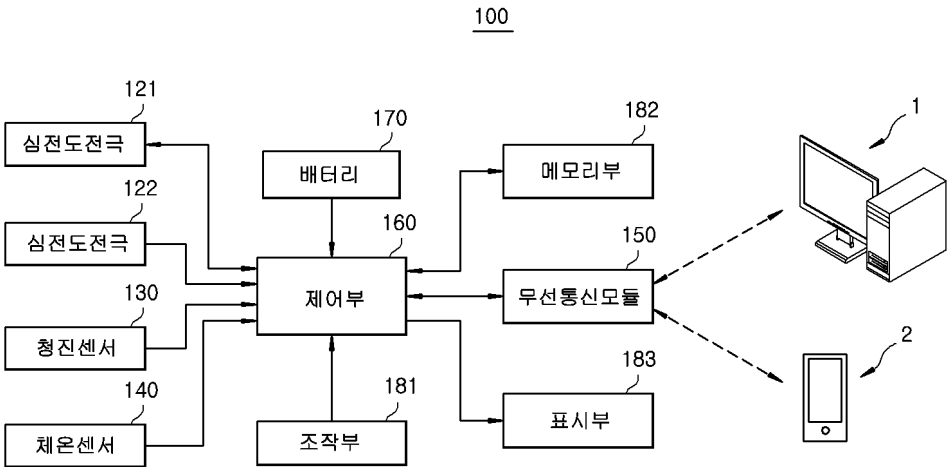 100
121
심전도전극
122
심전도전극
130
청진센서
140
체온센서
170
배터리
160
제어부
181
조작부
182
메모리부
150
무선통신모듈
183
표시부
1
2